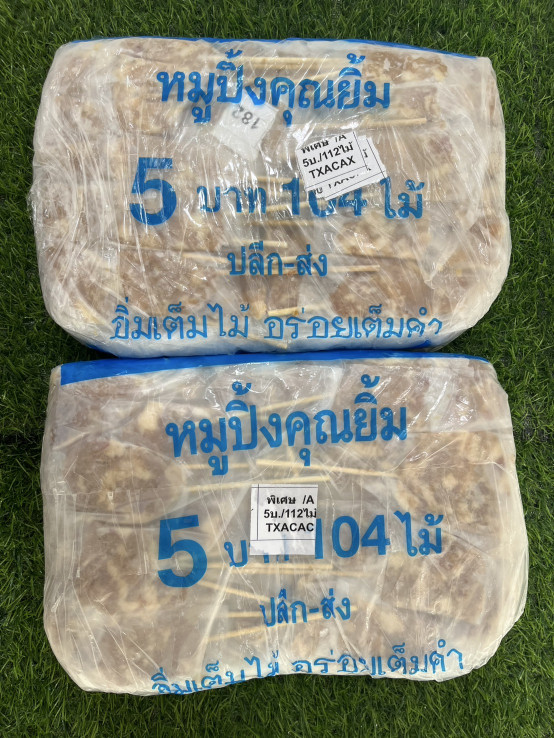 หมูปิ้งคุณยิ้ม
182
พิเศษ /A
5บ./112ไม้
TXACAX
5 บาท 104 ไม้
ปลีก-ส่ง
อิ่มเต็มไม้ อร่อยเต็มคำ
หมูปิ้งคุณยิ้ม
พิเศษ /A
5บ./112ไม้
TXACAC
5 บาท 104 ไม้
ปลีก-ส่ง
อิ่มเต็มไม้ อร่อยเต็มคำ